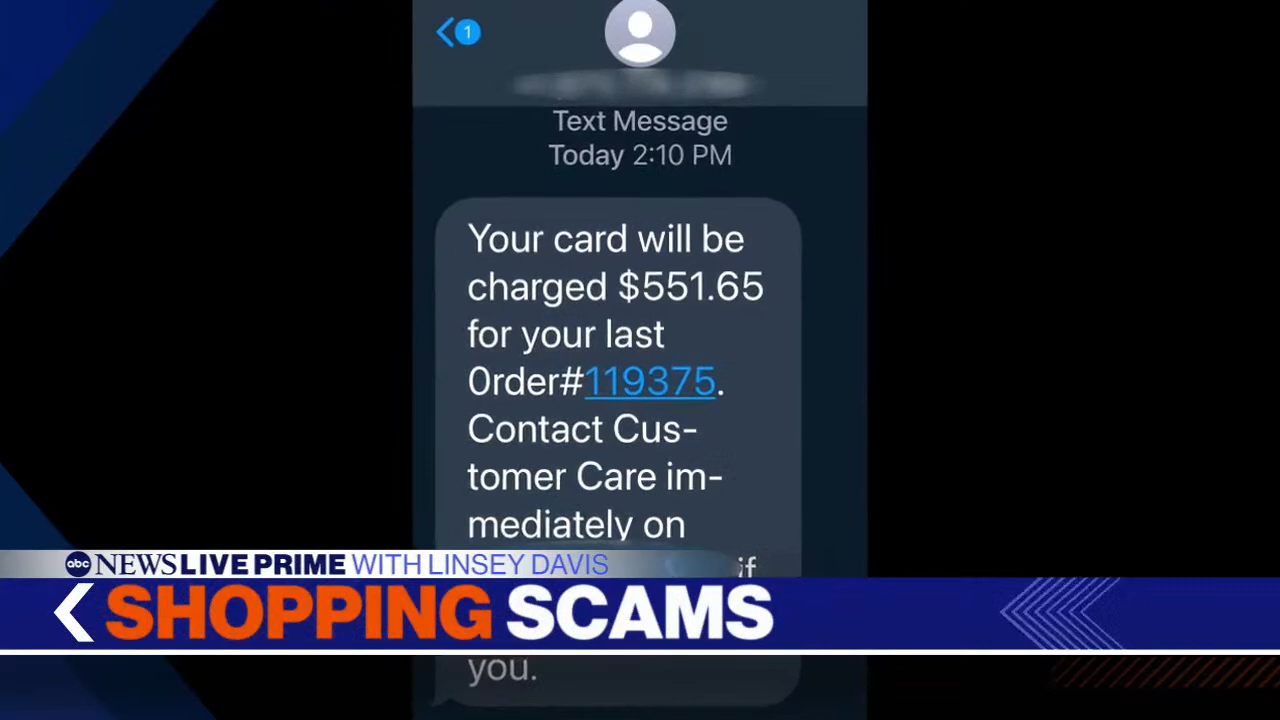 1
Text Message
Today 2:10 PM
Your card will be
charged $551.65
for your last
0rder#119375.
Contact Cus-
tomer Care im-
mediately on
if
abc NEWS LIVE PRIME WITH LINSEY DAVIS
SHOPPING SCAMS
you.